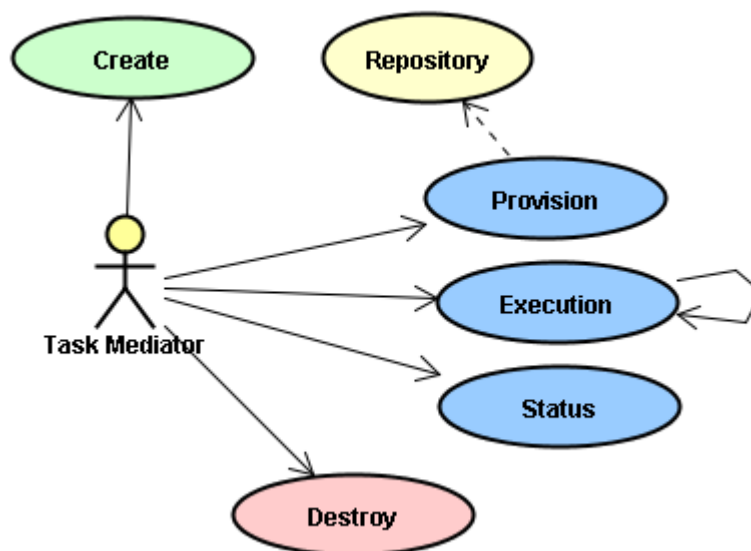 Create
Repository
Provision
Execution
Task Mediator
Status
Destroy